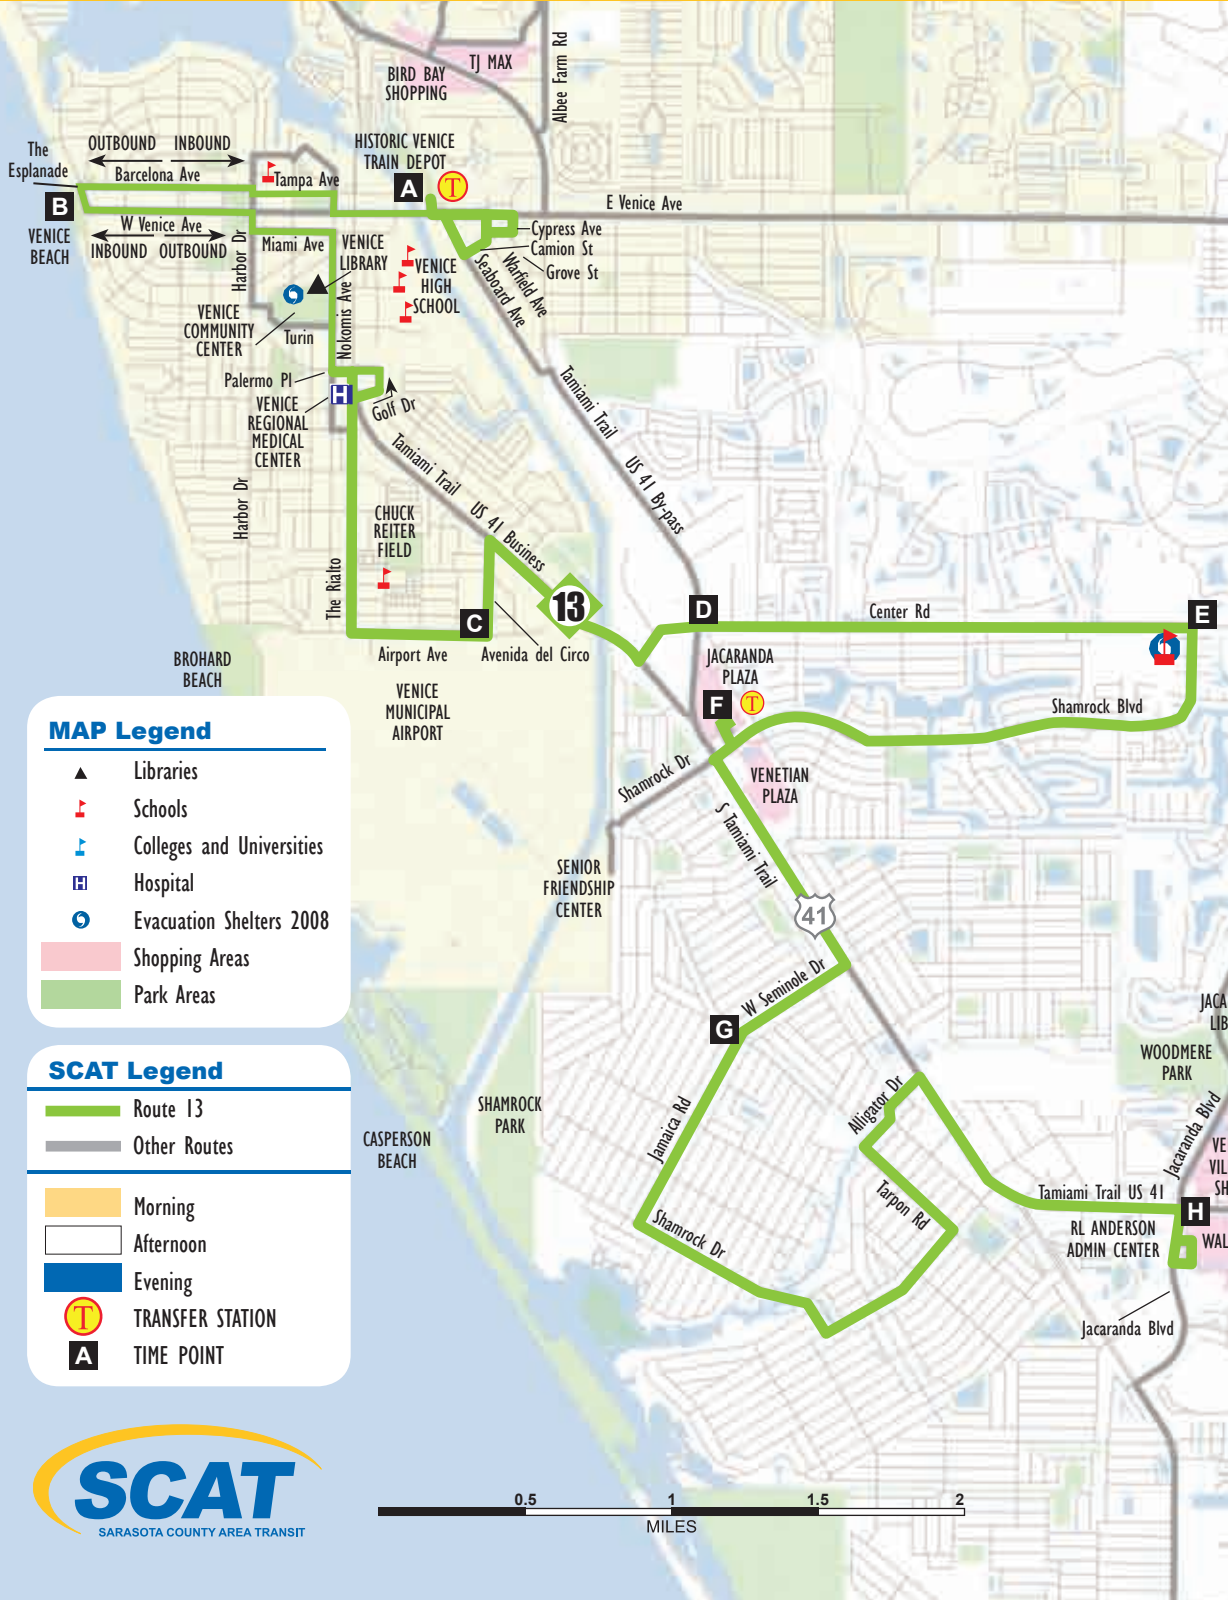 TJ MAX
BIRD BAY
SHOPPING
Albee Farm Rd
OUTBOUND INBOUND
HISTORIC VENICE
TRAIN DEPOT
The
Esplanade
Barcelona Ave
Tampa Ave
A
T
E Venice Ave
B
W Venice Ave
INBOUND OUTBOUND
VENICE
BEACH
Harbor Dr
Miami Ave
VENICE
LIBRARY
Cypress Ave
Camion St
Grove St
Seaboard Ave
Warfield Ave
VENICE
HIGH
SCHOOL
VENICE
COMMUNITY
CENTER
Turin
Nokomis Ave
Palermo Pl
H
Golf Dr
VENICE
REGIONAL
MEDICAL
CENTER
Tamiami Trail
US 41 By-pass
Tamiami Trail
US 41 Business
Harbor Dr
CHUCK
REITER
FIELD
The Rialto
13
C
D
Center Rd
E
Airport Ave
Avenida del Circo
BROHARD
BEACH
JACARANDA
PLAZA
F
T
VENICE
MUNICIPAL
AIRPORT
Shamrock Blvd
Shamrock Dr
VENETIAN
PLAZA
S Tamiami Trail
SENIOR
FRIENDSHIP
CENTER
41
W Seminole Dr
G
JACA
LIB
WOODMERE
PARK
Jacaranda Blvd
Alligator Dr
SHAMROCK
PARK
Jamaica Rd
CASPERSON
BEACH
VE
VIL
SH
Tarpon Rd
Tamiami Trail US 41
H
Shamrock Dr
RL ANDERSON
ADMIN CENTER
WAL
Jacaranda Blvd
MAP Legend
Libraries
Schools
Colleges and Universities
H Hospital
Evacuation Shelters 2008
Shopping Areas
Park Areas
SCAT Legend
Route 13
Other Routes
Morning
Afternoon
Evening
T TRANSFER STATION
A TIME POINT
SCAT
SARASOTA COUNTY AREA TRANSIT
0.5 1 1.5 2
MILES